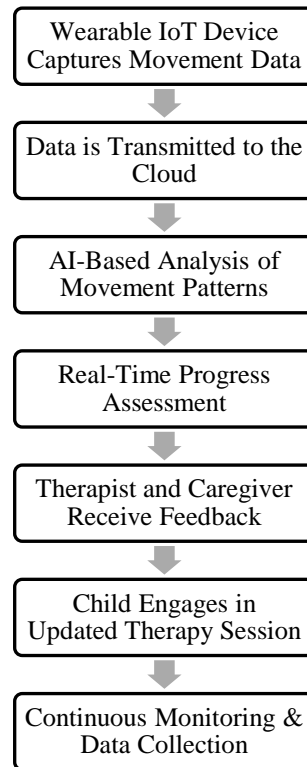 Wearable IoT Device
Captures Movement Data
Data is Transmitted to the
Cloud
AI-Based Analysis of
Movement Patterns
Real-Time Progress
Assessment
Therapist and Caregiver
Receive Feedback
Child Engages in
Updated Therapy Session
Continuous Monitoring &
Data Collection